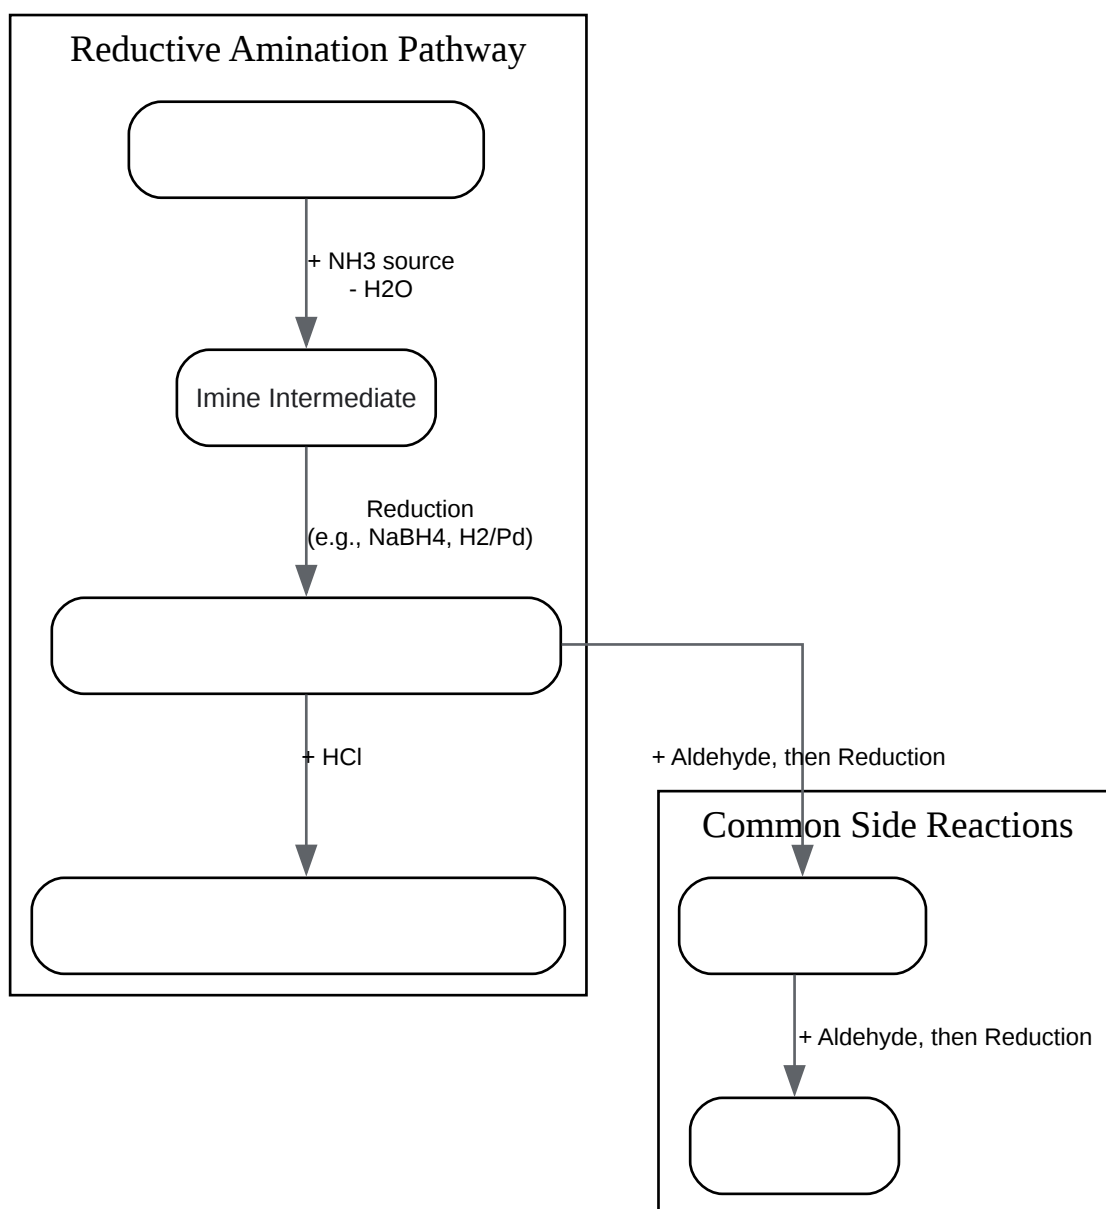 Reductive Amination Pathway
+ NH3 source
- H2O
Imine Intermediate
Reduction
(e.g., NaBH4, H2/Pd)
+ HCl
+ Aldehyde, then Reduction
Common Side Reactions
+ Aldehyde, then Reduction